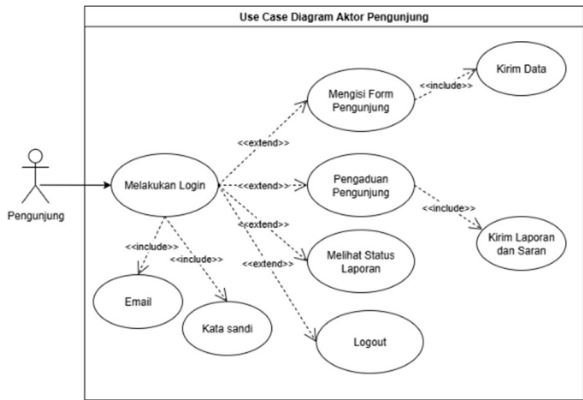 Use Case Diagram Aktor Pengunjung
Kirim Data
Mengisi Form
Pengunjung
<<include>>
<<extend>>
Melakukan Login
<<extend>>
Pengaduan
Pengunjung
Pengunjung
<<include>>
<<extend>>
Kirim Laporan
dan Saran
<<include>>
<<include>>
<<extend>>
Melihat Status
Laporan
Email
Kata sandi
Logout